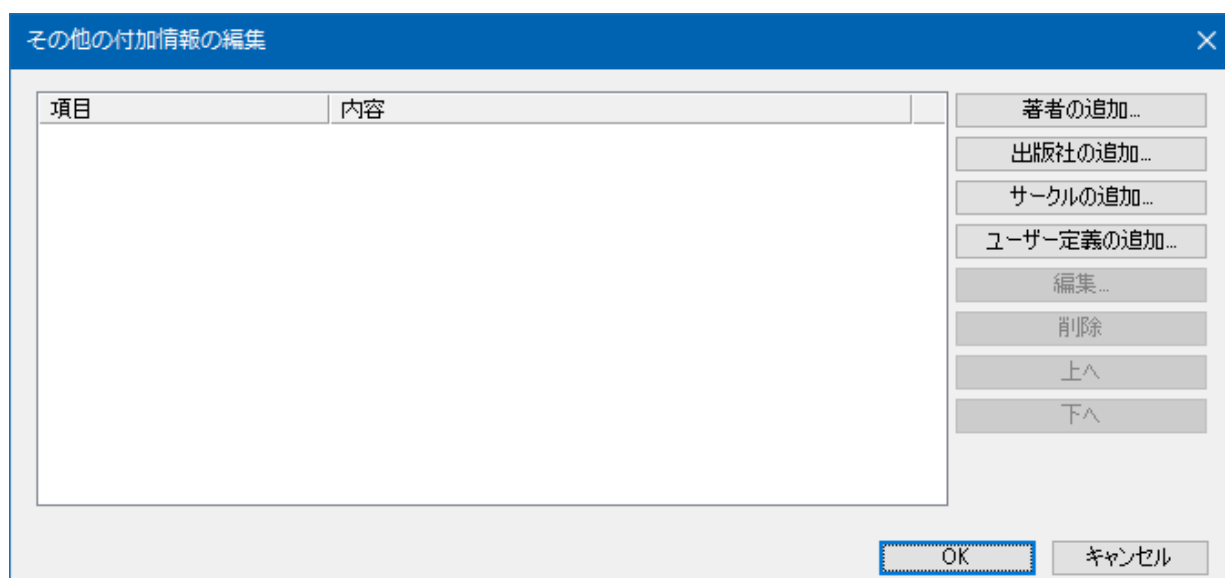 その他の付加情報の編集
項目 内容
著者の追加...
出版社の追加...
サークルの追加...
ユーザー定義の追加...
編集...
削除
上へ
下へ
OK キャンセル